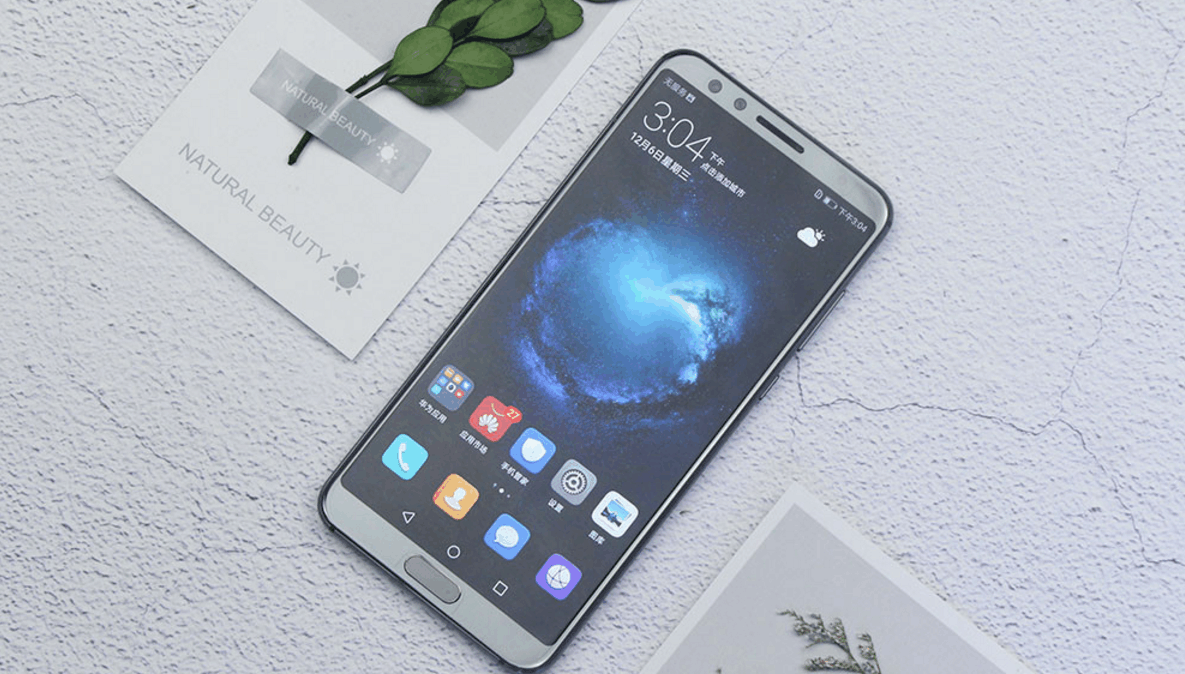 NATURAL BEAUTY
NATURAL BEAUTY
无服务
下午3:04
3:04 下午
12月6日星期三
点击添加城市
华为应用
27
应用市场
手机管家
设置
图库